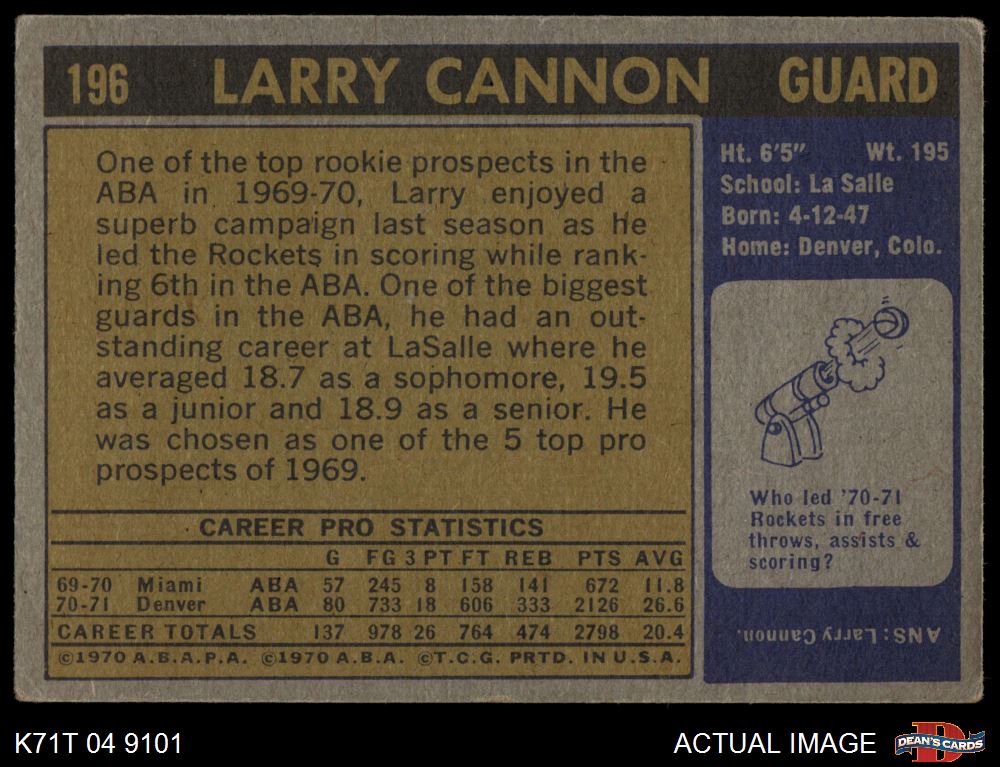 196 LARRY CANNON GUARD
One of the top rookie prospects in the
ABA in 1969-70, Larry enjoyed a
superb campaign last season as he
led the Rockets in scoring while rank-
ing 6th in the ABA. One of the biggest
guards in the ABA, he had an out-
standing career at LaSalle where he
averaged 18.7 as a sophomore, 19.5
as a junior and 18.9 as a senior. He
was chosen as one of the 5 top pro
prospects of 1969.
CAREER PRO STATISTICS
G FG 3 PT FT REB PTS AVG
69-70 Miami ABA 57 245 8 158 141 672 11.8
70-71 Denver ABA 80 733 18 606 333 2126 26.6
CAREER TOTALS 137 978 26 764 474 2798 20.4
©1970 A.B.A.P.A. ©1970 A.B.A. ©T.C.G. PRTD. IN U.S.A.
Ht. 6'5" Wt. 195
School: La Salle
Born: 4-12-47
Home: Denver, Colo.
Who led '70-71
Rockets in free
throws, assists &
scoring?
ANS: Larry Cannon.
K71T 04 9101
ACTUAL IMAGE
D
DEAN'S CARDS